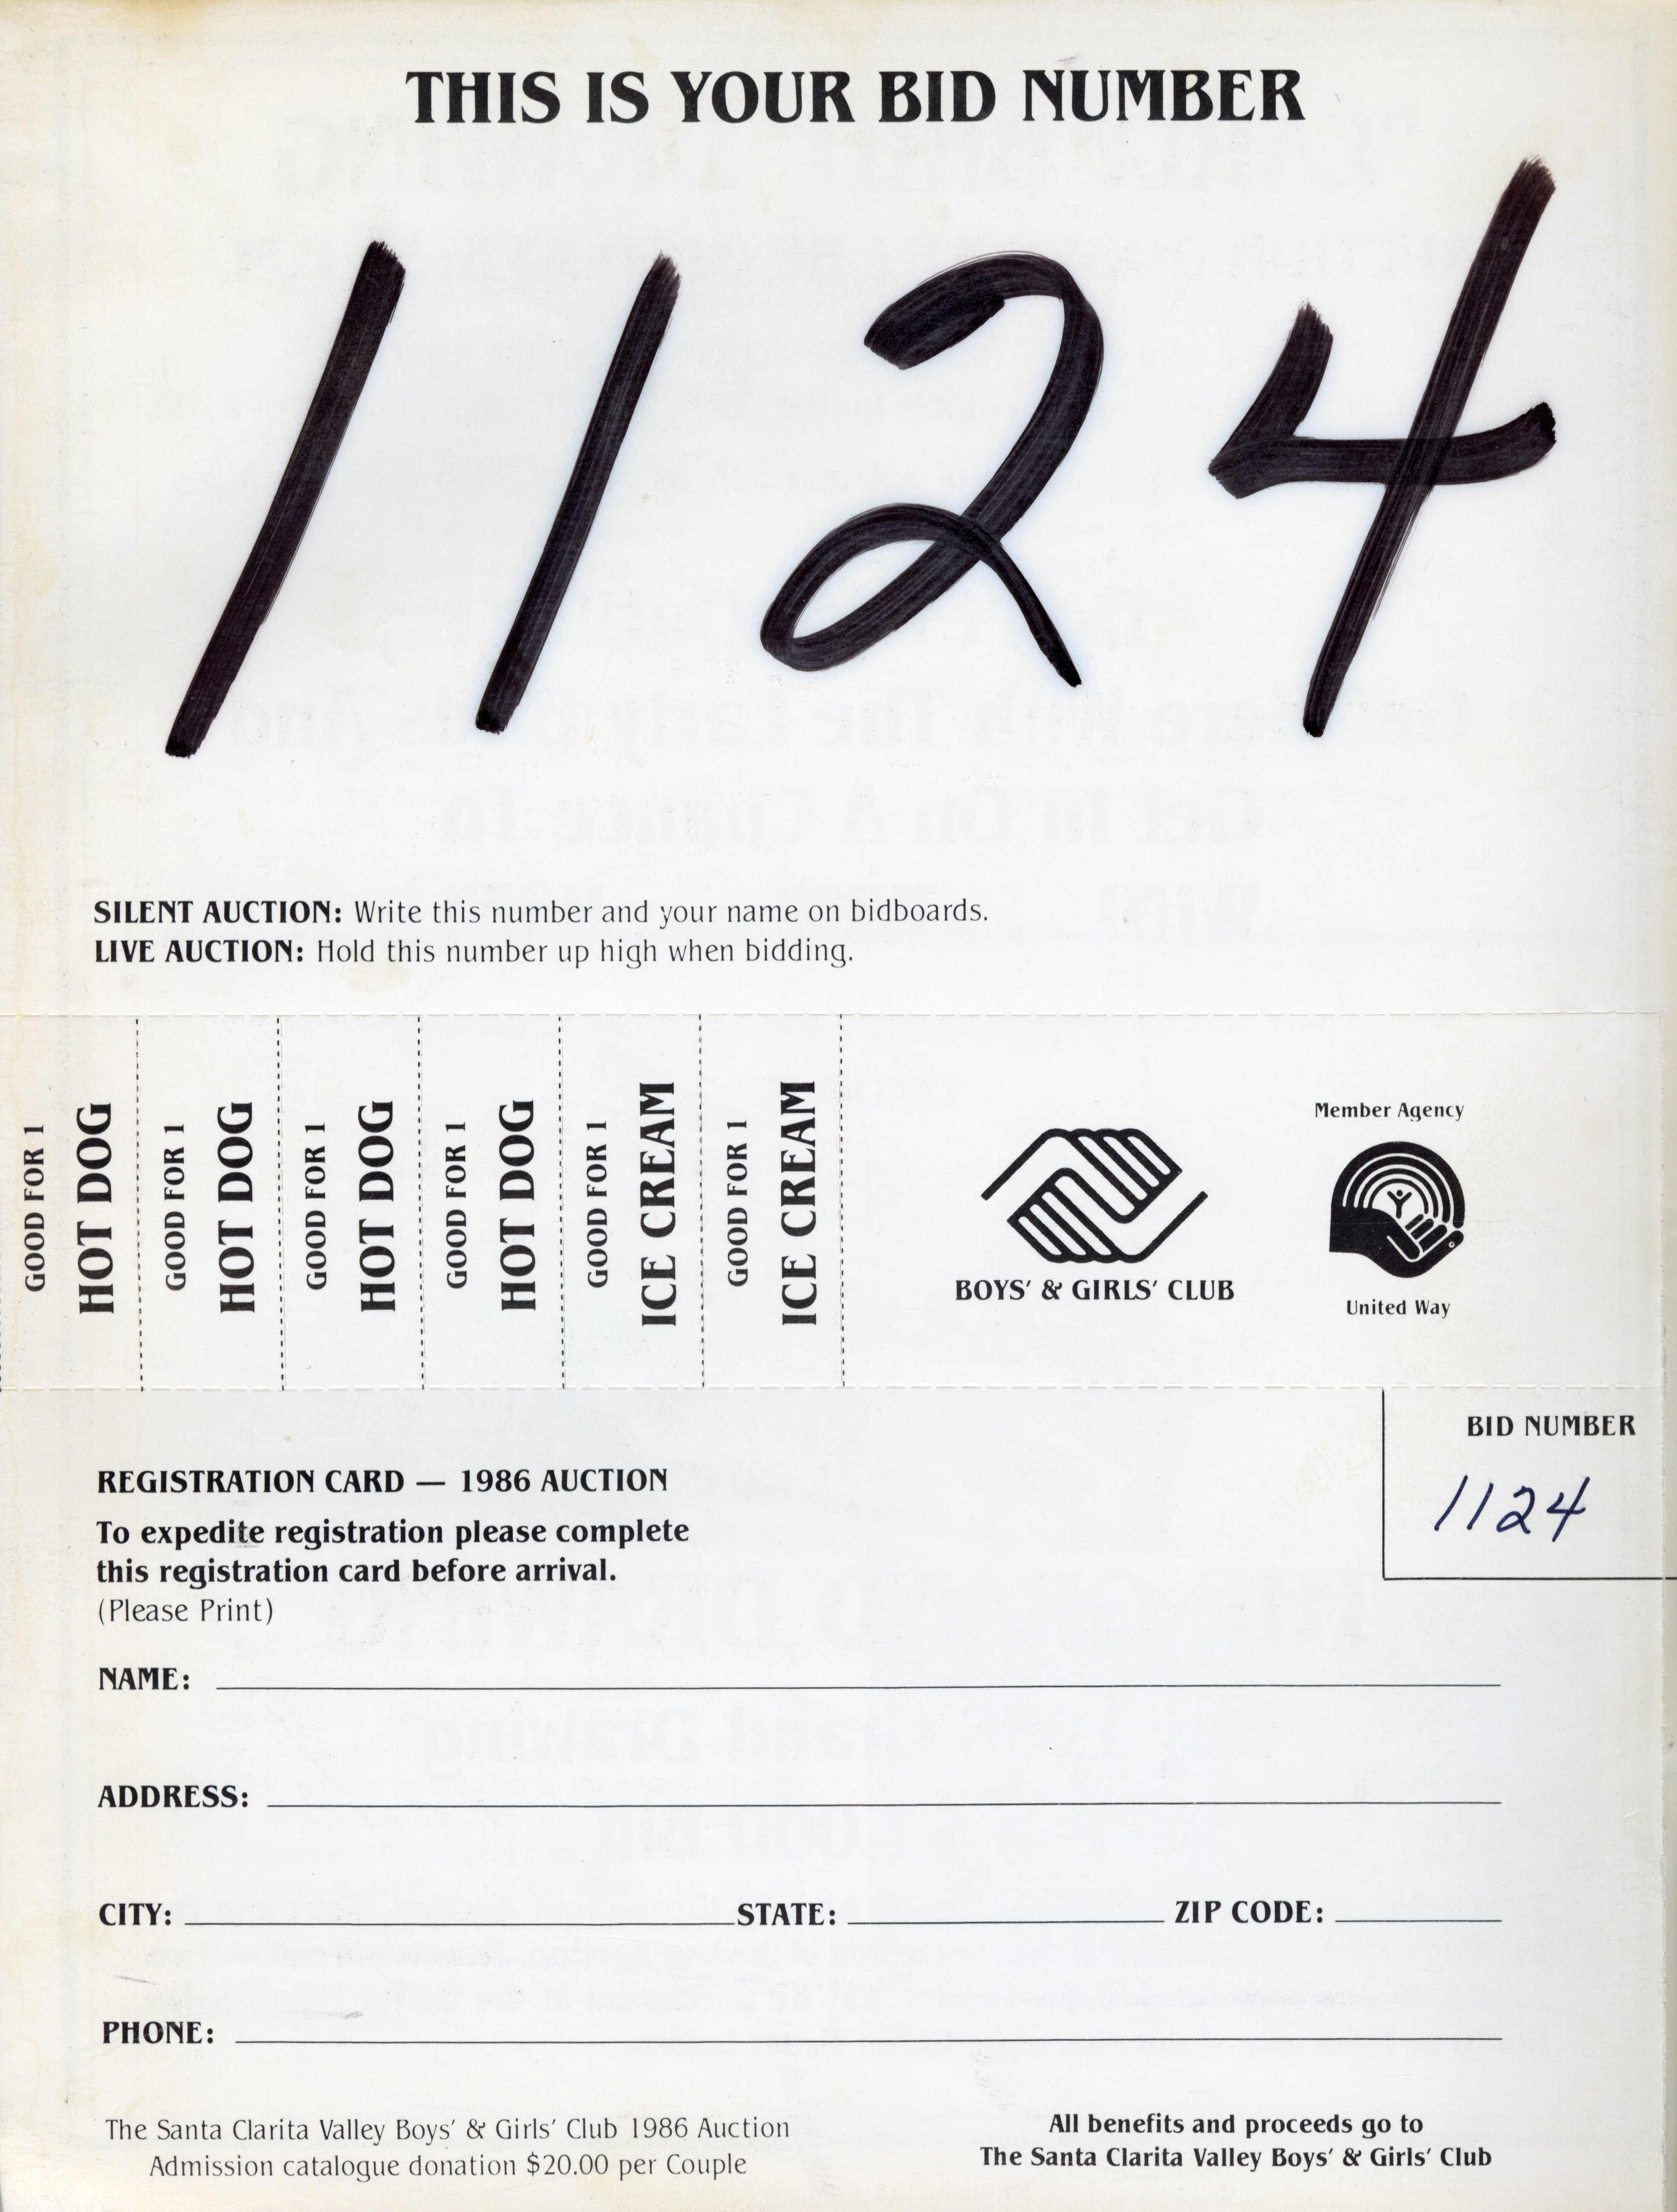 THIS IS YOUR BID NUMBER
1124
SILENT AUCTION: Write this number and your name on bidboards.
LIVE AUCTION: Hold this number up high when bidding.
GOOD FOR 1
HOT DOG
GOOD FOR 1
HOT DOG
GOOD FOR 1
HOT DOG
GOOD FOR 1
HOT DOG
GOOD FOR 1
ICE CREAM
GOOD FOR 1
ICE CREAM
BOYS' & GIRLS' CLUB
Member Agency
United Way
BID NUMBER
1124
REGISTRATION CARD — 1986 AUCTION
To expedite registration please complete
this registration card before arrival.
(Please Print)
NAME:
ADDRESS:
CITY: STATE: ZIP CODE:
PHONE:
The Santa Clarita Valley Boys' & Girls' Club 1986 Auction
Admission catalogue donation $20.00 per Couple
All benefits and proceeds go to
The Santa Clarita Valley Boys' & Girls' Club